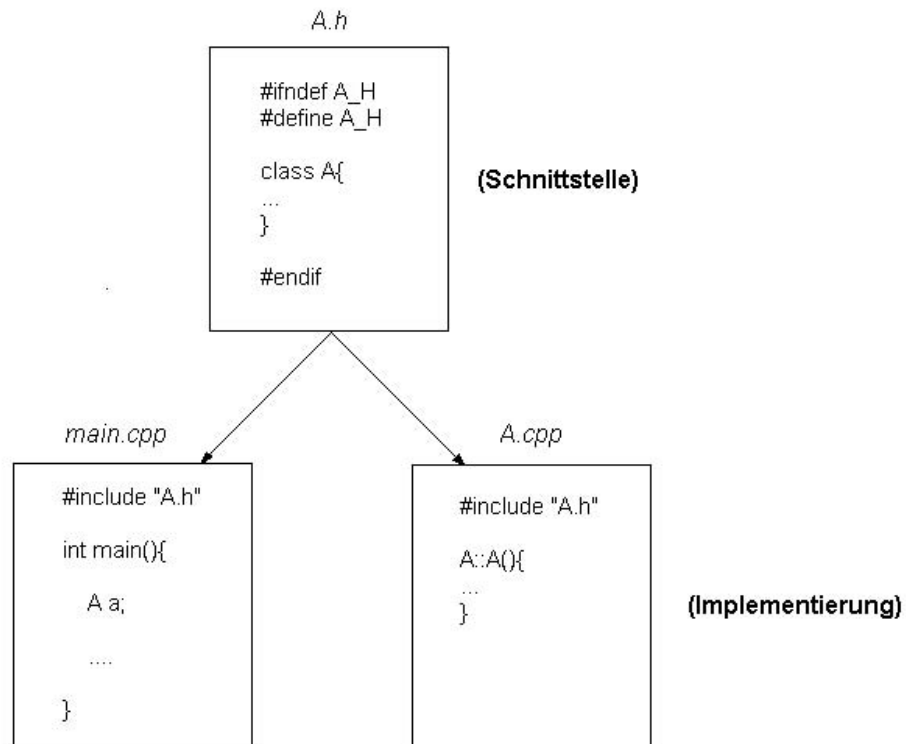 A.h
#ifndef A_H
#define A_H
class A{
...
}
#endif
(Schnittstelle)
main.cpp
#include "A.h"
int main(){
A a;
....
}
A.cpp
#include "A.h"
A::A(){
...
}
(Implementierung)